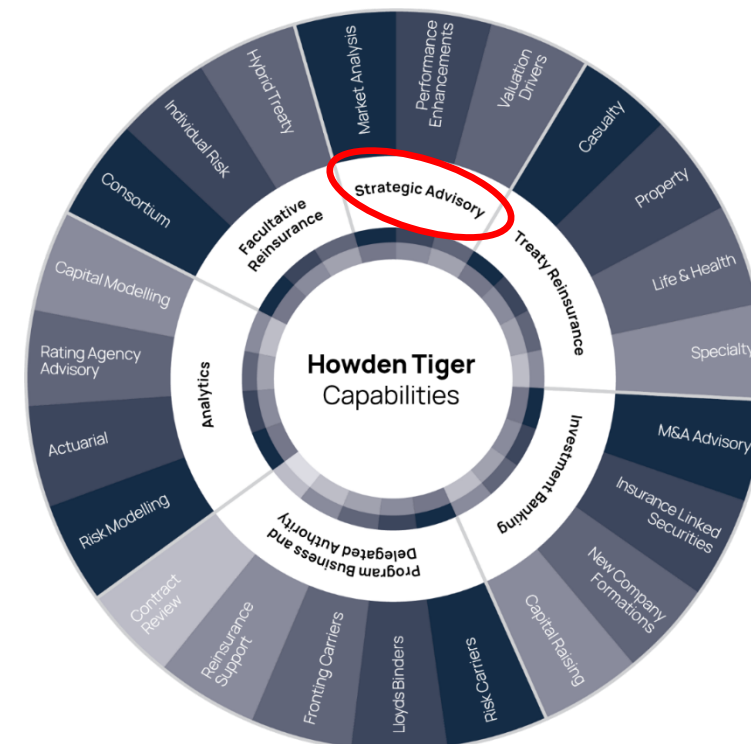 Howden Tiger
Capabilities
Strategic Advisory
Market Analysis
Performance
Enhancements
Valuation
Drivers
Treaty Reinsurance
Casualty
Property
Life & Health
Specialty
Investment Banking
M&A Advisory
Insurance Linked
Securities
New Company
Formations
Capital Raising
Program Business and
Delegated Authority
Risk Carriers
Lloyds Binders
Fronting Carriers
Reinsurance
Support
Contract
Review
Analytics
Risk Modelling
Actuarial
Rating Agency
Advisory
Capital Modelling
Facultative
Reinsurance
Consortium
Individual Risk
Hybrid Treaty